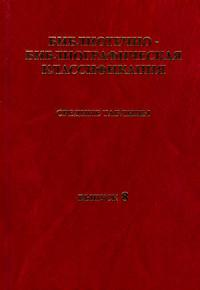 БИБЛИОТЕЧНО-
БИБЛИОГРАФИЧЕСКАЯ
КЛАССИФИКАЦИЯ
СРЕДНИЕ ТАБЛИЦЫ
ВЫПУСК 8